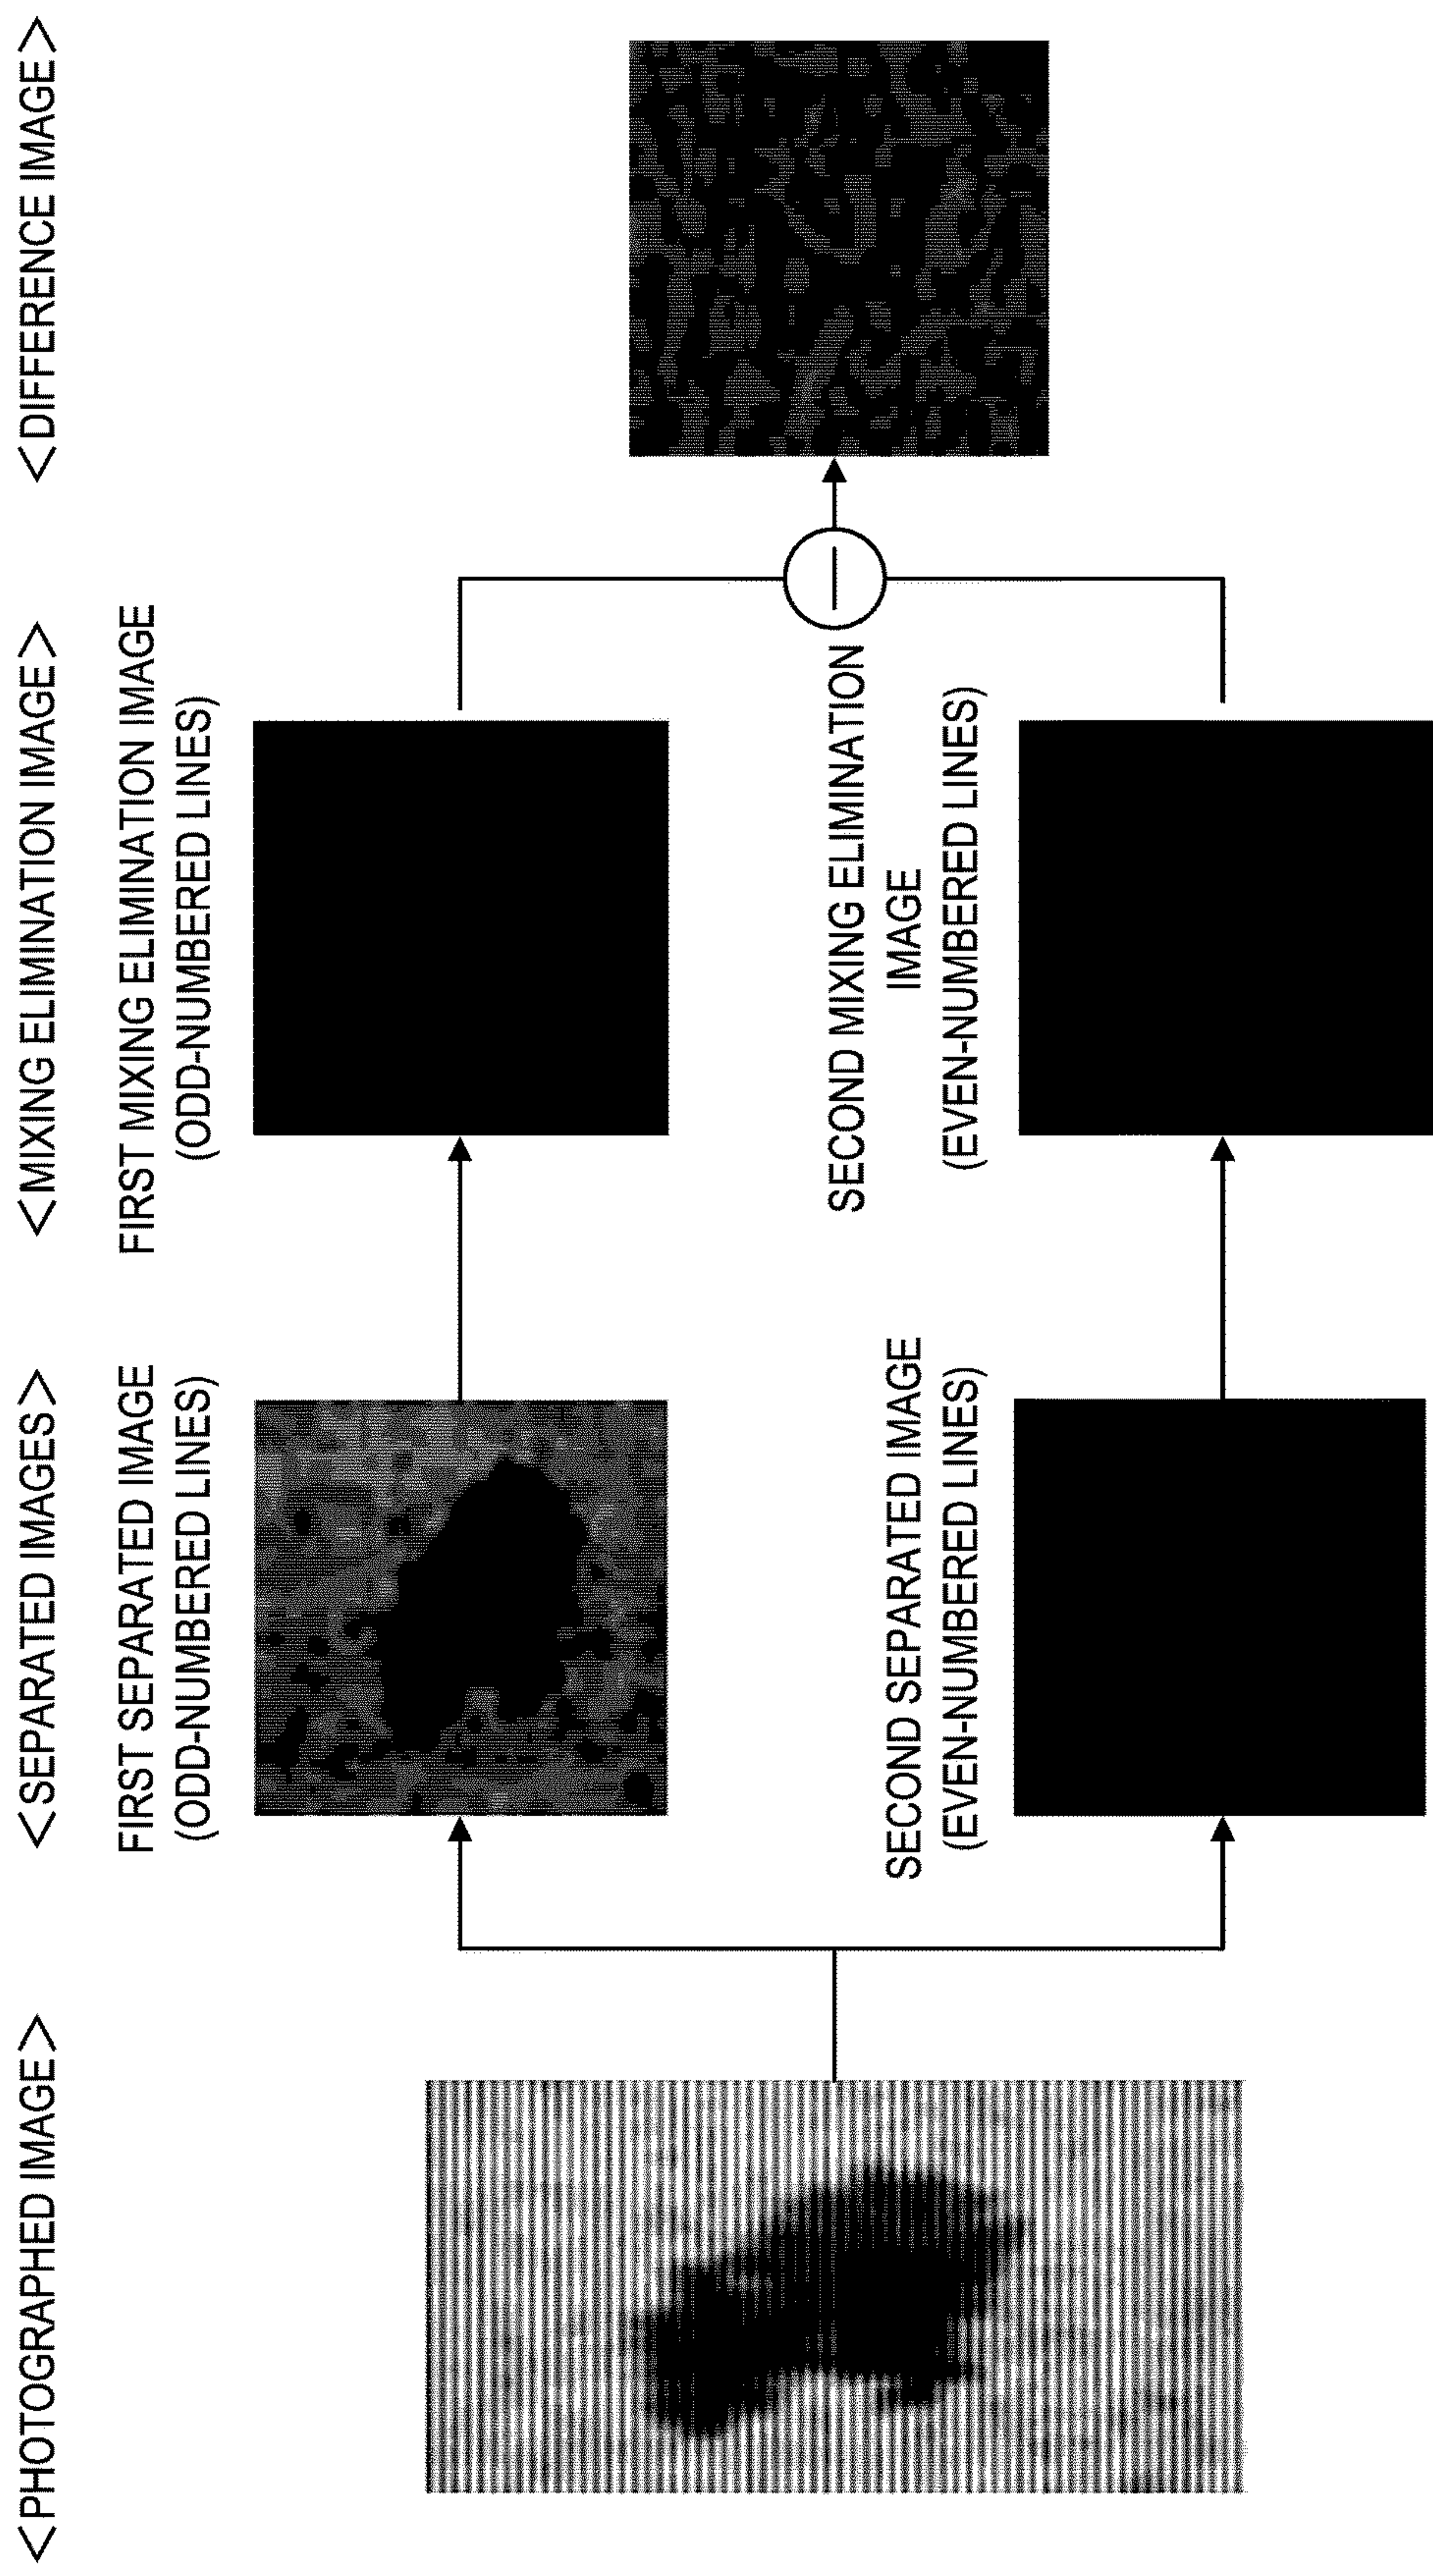 <PHOTOGRAPHED IMAGE>
<SEPARATED IMAGES>
<MIXING ELIMINATION IMAGE>
<DIFFERENCE IMAGE>
FIRST SEPARATED IMAGE
(ODD-NUMBERED LINES)
FIRST MIXING ELIMINATION IMAGE
(ODD-NUMBERED LINES)
SECOND SEPARATED IMAGE
(EVEN-NUMBERED LINES)
SECOND MIXING ELIMINATION
IMAGE
(EVEN-NUMBERED LINES)